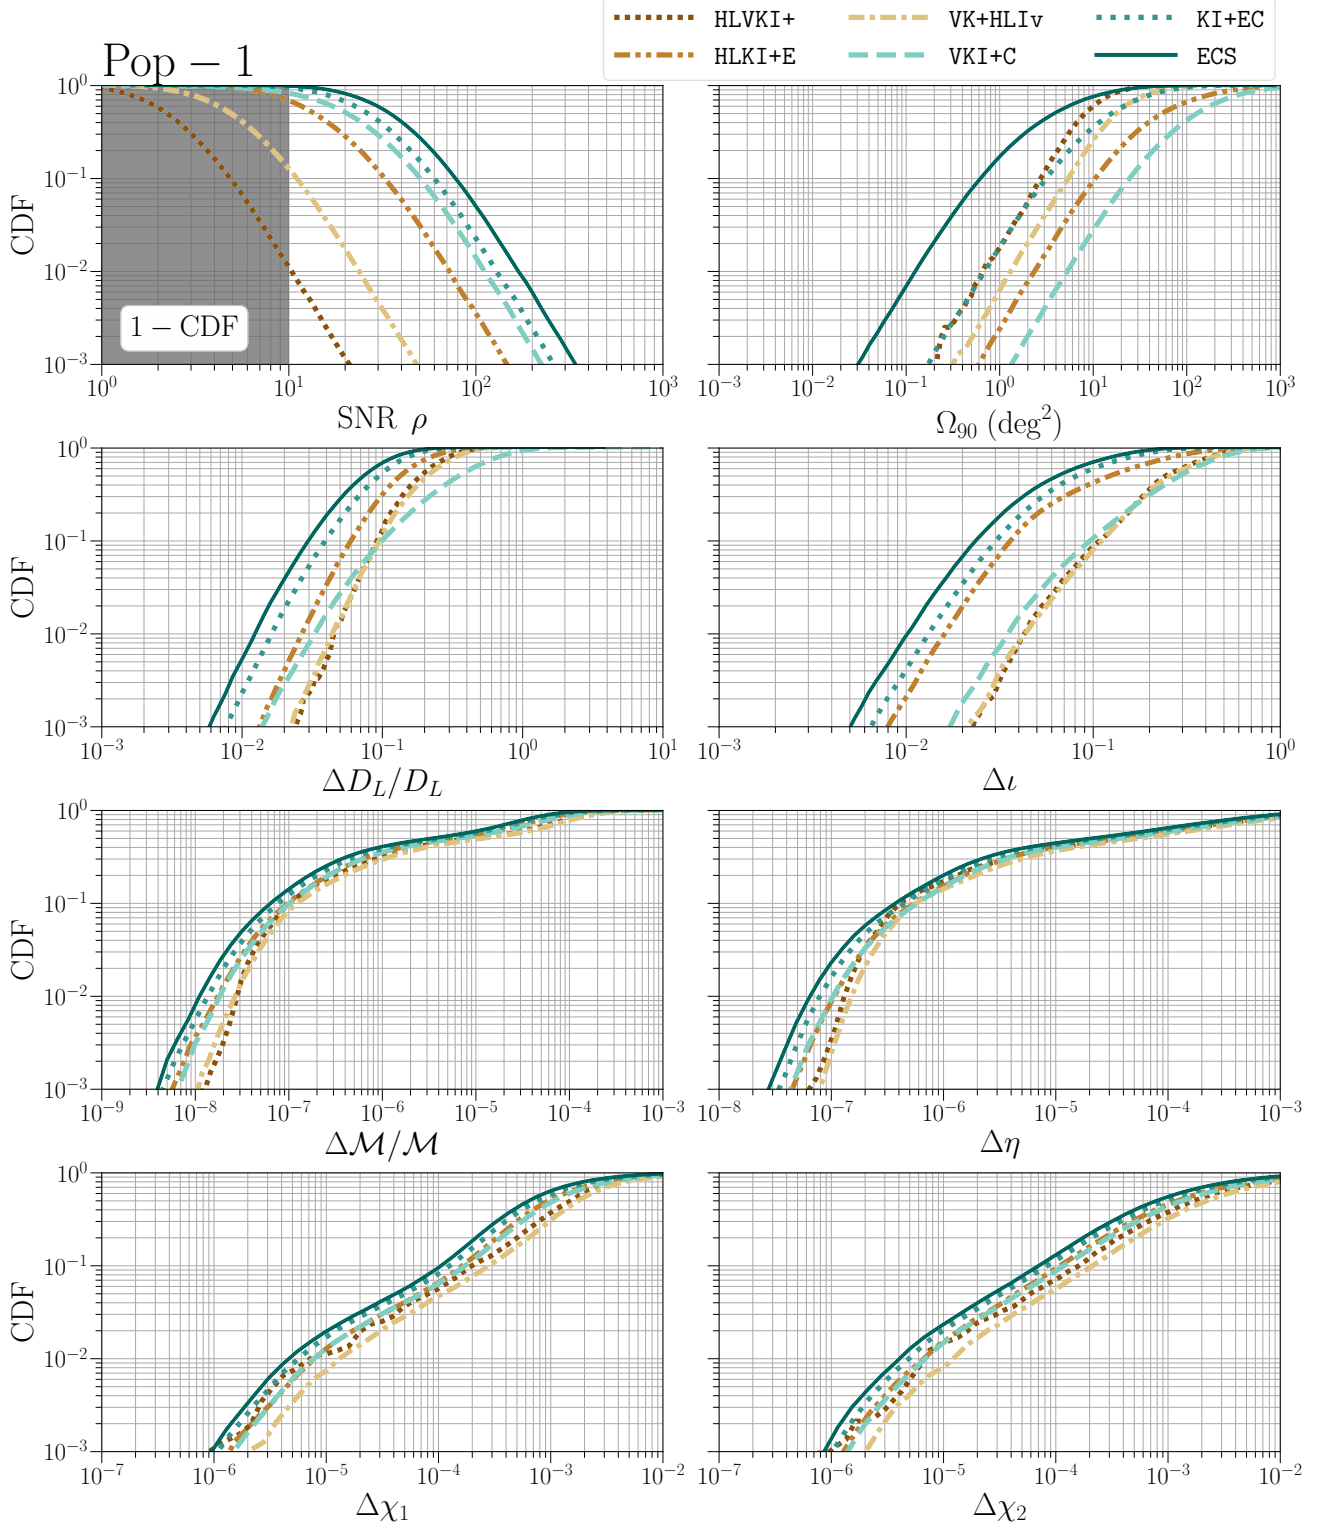 HLVKI+ VK+HLIv KI+EC
HLKI+E VKI+C ECS
Pop − 1
CDF
10^0
10^−1
10^−2
10^−3
1 − CDF
10^0 10^1 10^2 10^3
SNR ρ
10^−3 10^−2 10^−1 10^0 10^1 10^2 10^3
Ω_90 (deg^2)
CDF
10^0
10^−1
10^−2
10^−3
10^−3 10^−2 10^−1 10^0 10^1
ΔD_L/D_L
10^−3 10^−2 10^−1 10^0
Δι
CDF
10^0
10^−1
10^−2
10^−3
10^−9 10^−8 10^−7 10^−6 10^−5 10^−4 10^−3
Δℳ/ℳ
10^−8 10^−7 10^−6 10^−5 10^−4 10^−3
Δη
CDF
10^0
10^−1
10^−2
10^−3
10^−7 10^−6 10^−5 10^−4 10^−3 10^−2
Δχ_1
10^−7 10^−6 10^−5 10^−4 10^−3 10^−2
Δχ_2